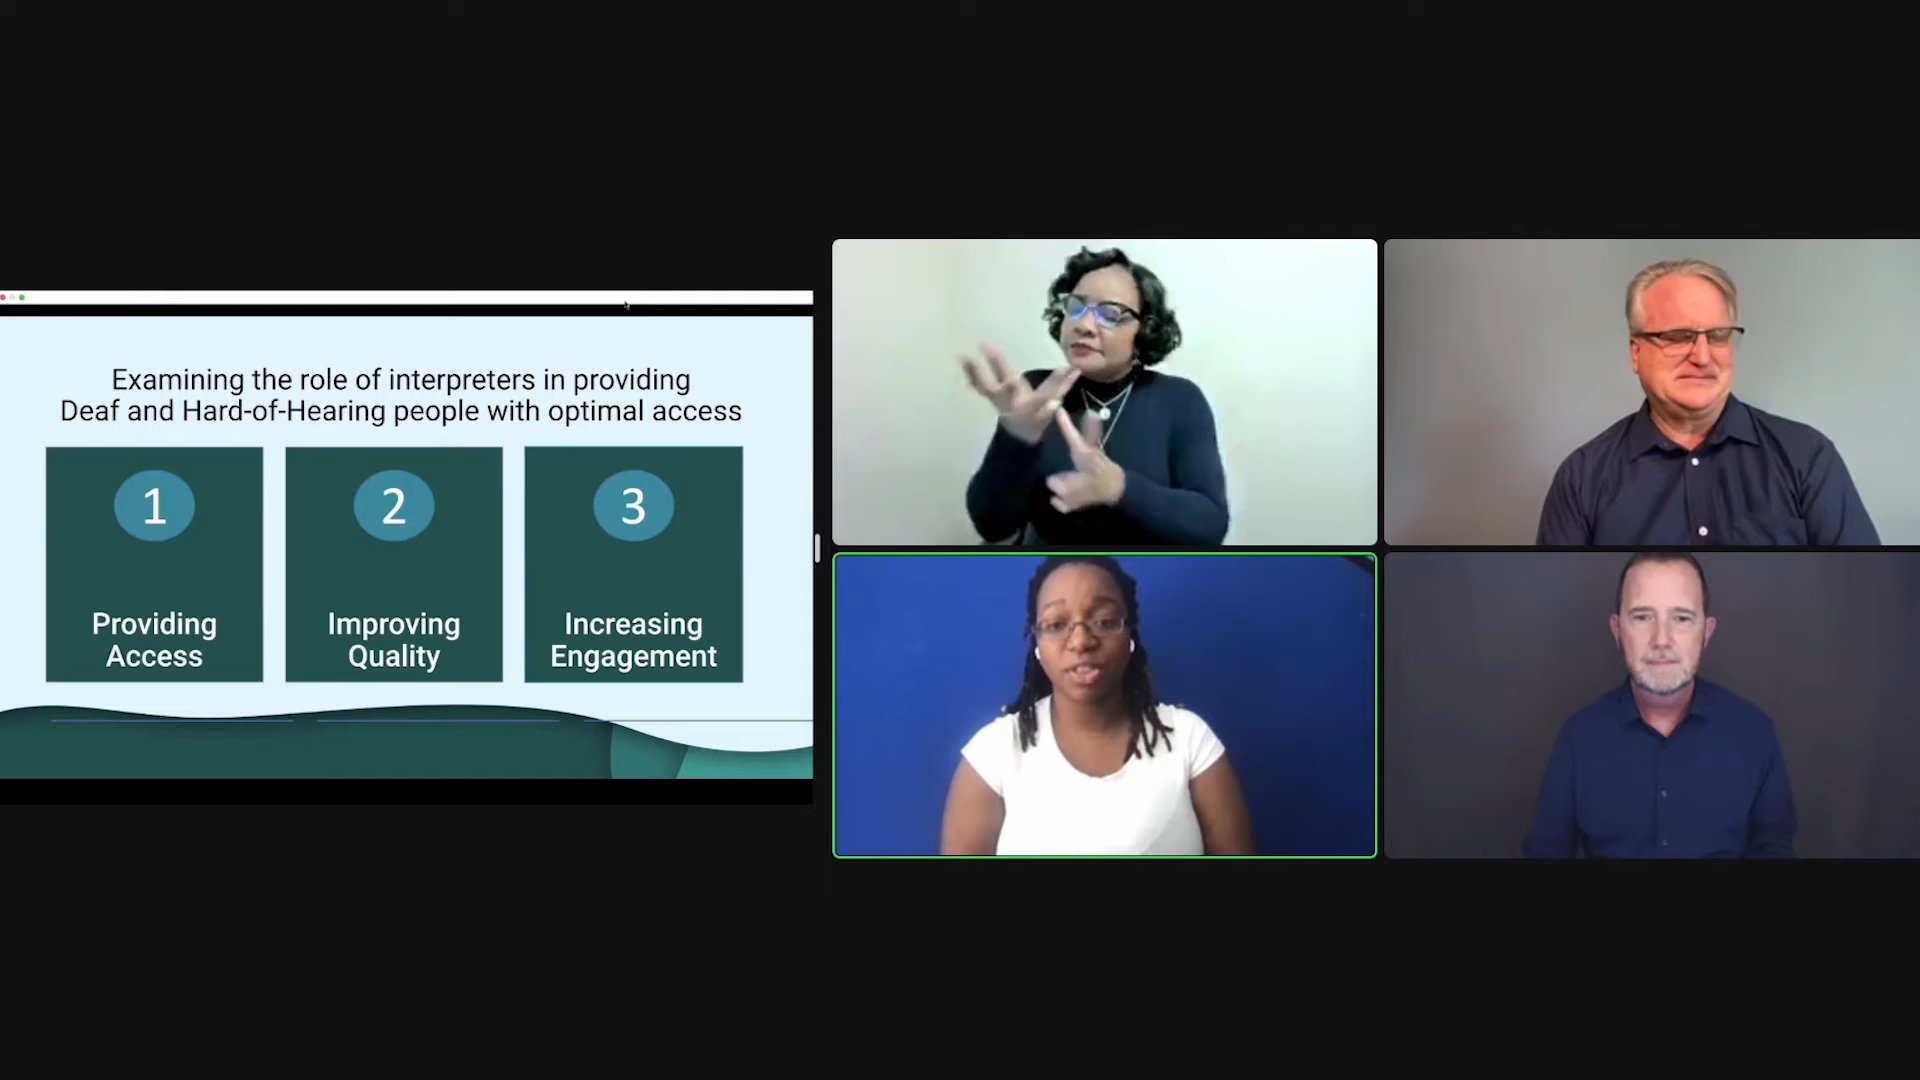 Examining the role of interpreters in providing
Deaf and Hard-of-Hearing people with optimal access
1
Providing
Access
2
Improving
Quality
3
Increasing
Engagement